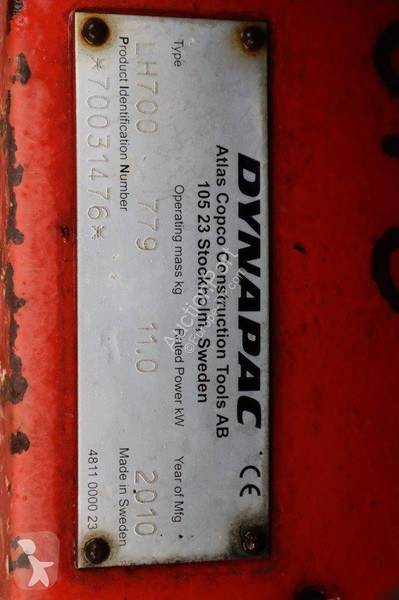 DYNAPAC CE
Atlas Copco Construction Tools AB
105 23 Stockholm, Sweden
Type Operating mass kg Rated Power kW Year of Mfg
LH700 779 11.0 2010
Product Identification Number Made in Sweden
*70031476* 4811 0000 23